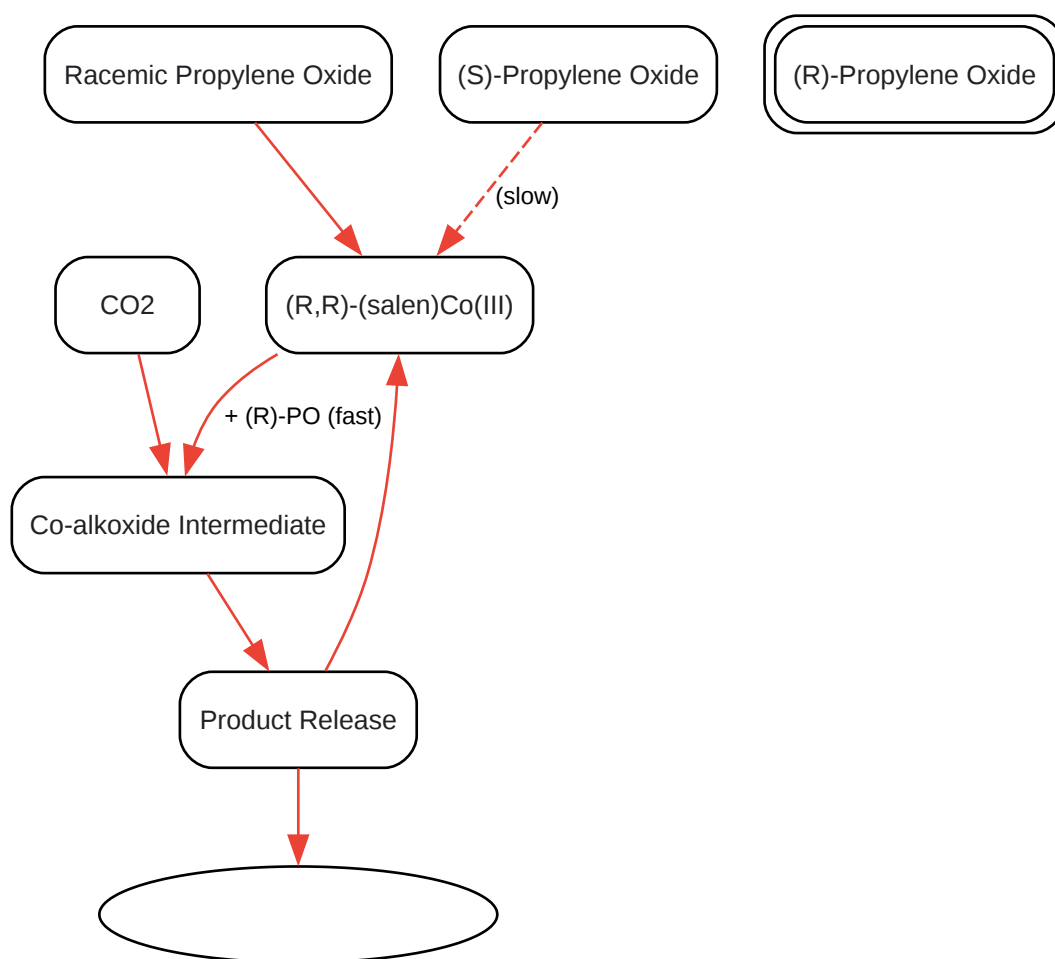 Racemic Propylene Oxide
(S)-Propylene Oxide
(R)-Propylene Oxide
(slow)
CO2
(R,R)-(salen)Co(III)
+ (R)-PO (fast)
Co-alkoxide Intermediate
Product Release